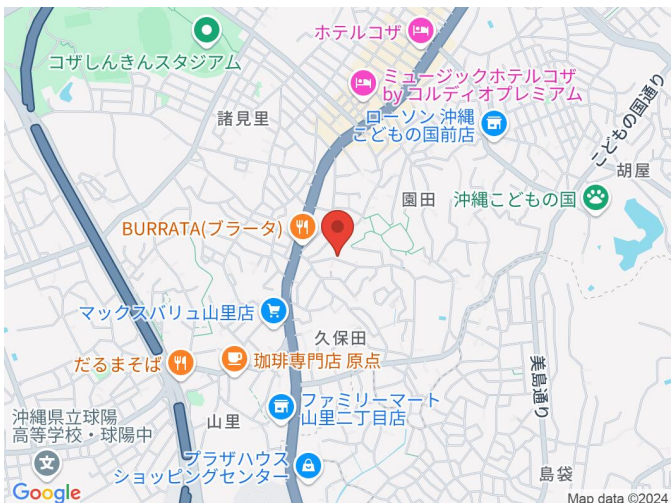 ホテルコザ
コザしんきんスタジアム
ミュージックホテルコザ
by コルディオプレミアム
諸見里
ローソン 沖縄
こどもの国前店
こどもの国通り
胡屋
園田
沖縄こどもの国
BURRATA(ブラータ)
マックスバリュ山里店
久保田
だるまそば
珈琲専門店 原点
美島通り
ファミリーマート
山里二丁目店
沖縄県立球陽
高等学校・球陽中
山里
プラザハウス
ショッピングセンター
島袋
Google
Map data ©2024